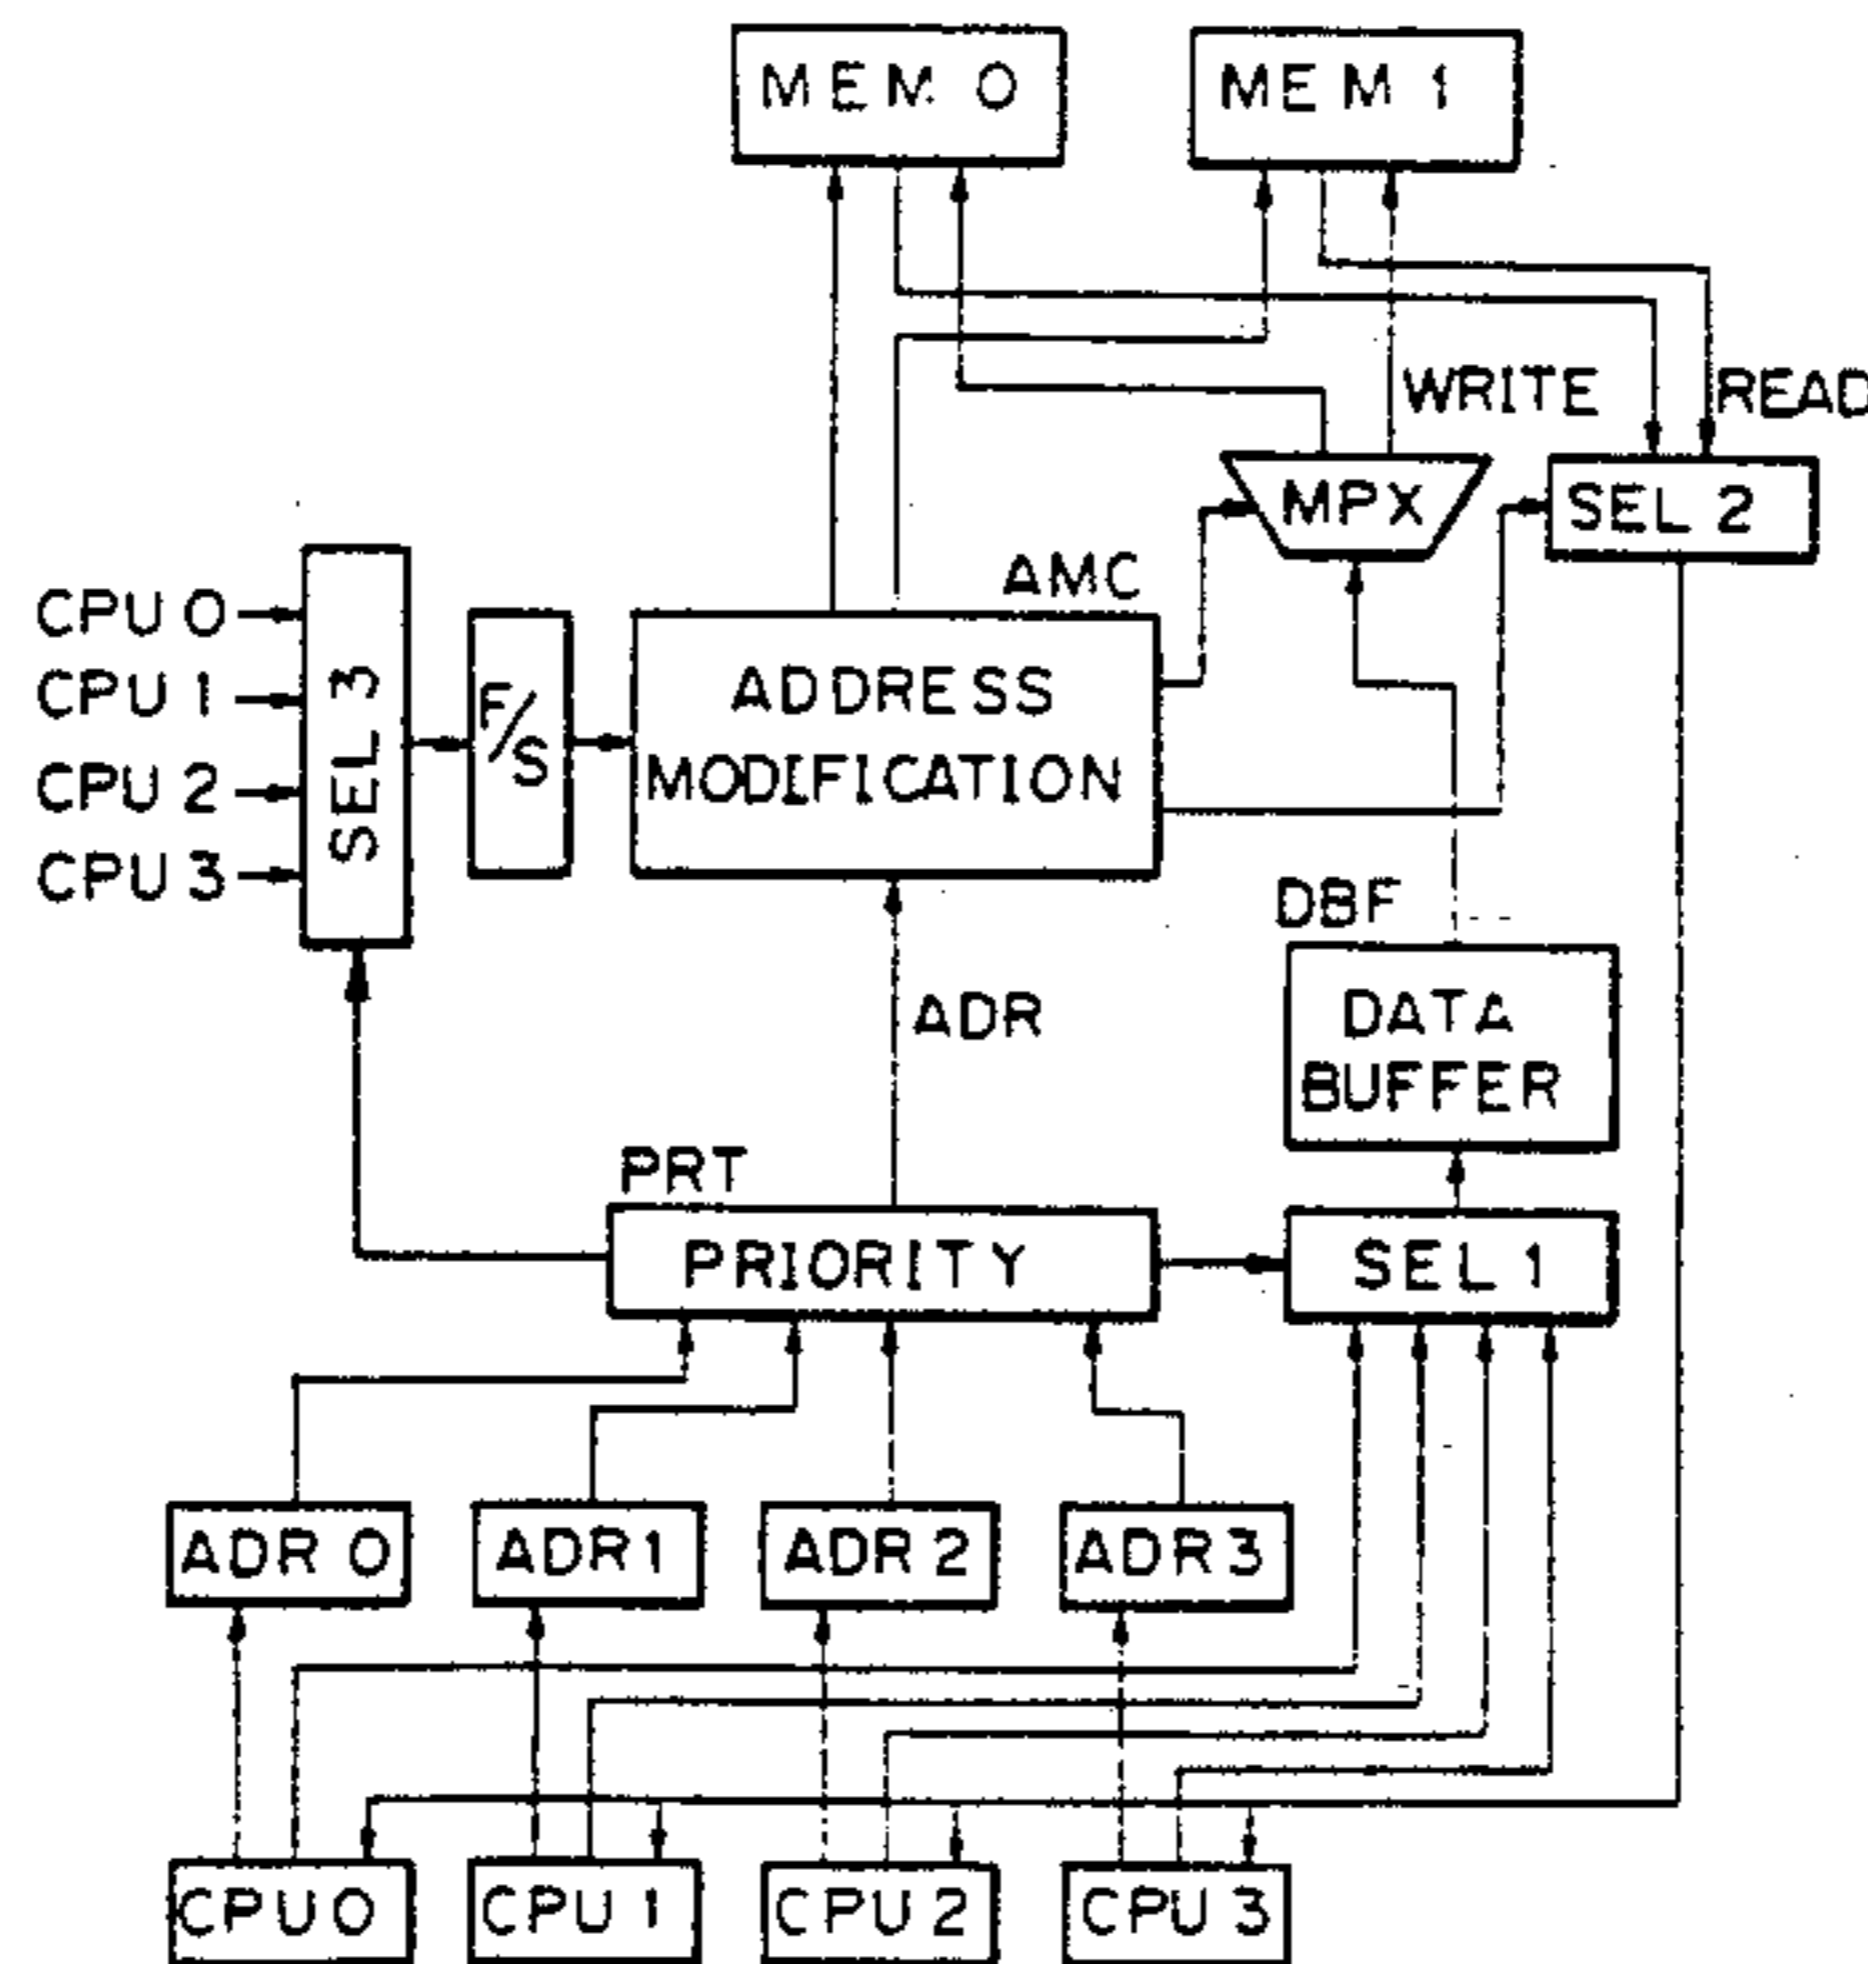 MEM 0
MEM 1
WRITE
READ
MPX
SEL 2
AMC
CPU 0
CPU 1
CPU 2
CPU 3
SEL 3
F/S
ADDRESS
MODIFICATION
DBF
DATA
BUFFER
ADR
PRT
PRIORITY
SEL 1
ADR 0
ADR 1
ADR 2
ADR 3
CPU 0
CPU 1
CPU 2
CPU 3